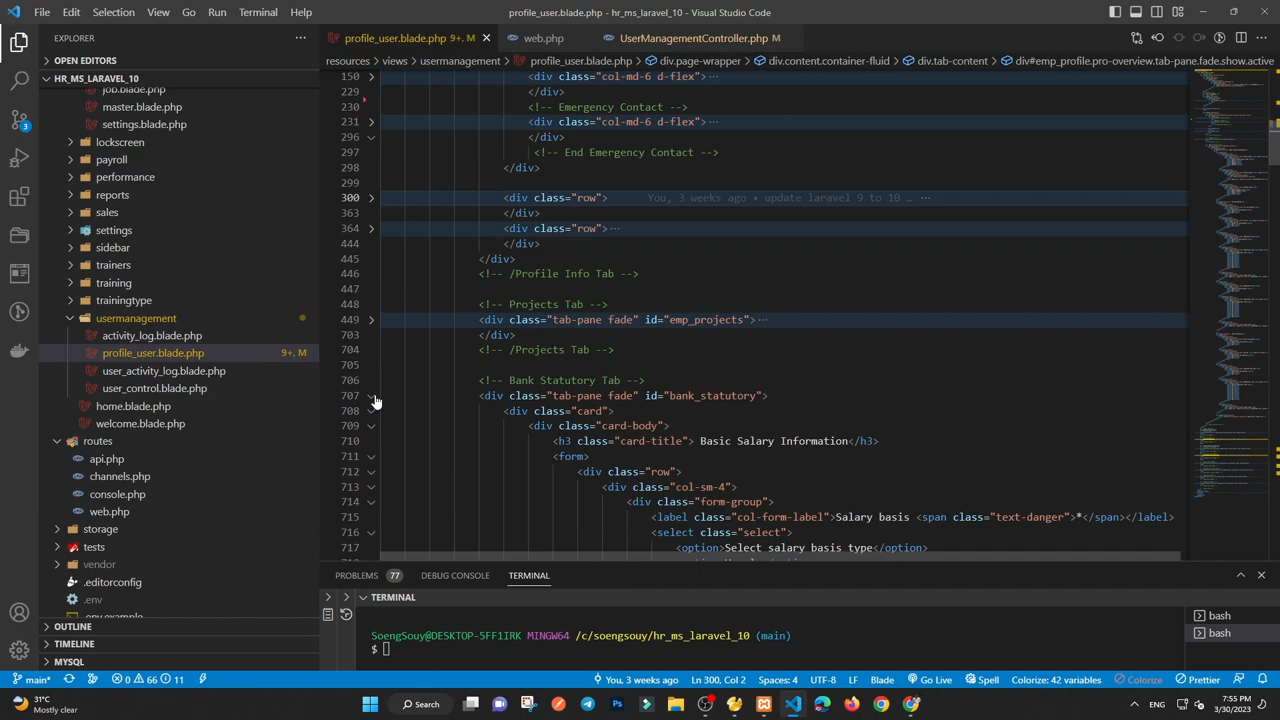 File Edit Selection View Go Run Terminal Help
profile_user.blade.php - hr_ms_laravel_10 - Visual Studio Code
EXPLORER
OPEN EDITORS
HR_MS_LARAVEL_10
job.blade.php
master.blade.php
settings.blade.php
lockscreen
payroll
performance
reports
sales
settings
sidebar
trainers
training
trainingtype
usermanagement
activity_log.blade.php
profile_user.blade.php 9+, M
user_activity_log.blade.php
user_control.blade.php
home.blade.php
welcome.blade.php
routes
api.php
channels.php
console.php
web.php
storage
tests
vendor
.editorconfig
.env
.env.example
OUTLINE
TIMELINE
MYSQL
3
profile_user.blade.php 9+, M
web.php
UserManagementController.php M
resources > views > usermanagement > profile_user.blade.php > div.page-wrapper > div.content.container-fluid > div.tab-content > div#emp_profile.pro-overview.tab-pane.fade.show.active
150 <div class="col-md-6 d-flex">···
229 </div>
230 <!-- Emergency Contact -->
231 <div class="col-md-6 d-flex">···
296 </div>
297 <!-- End Emergency Contact -->
298 </div>
299
300 <div class="row"> You, 3 weeks ago • update laravel 9 to 10 … ···
363 </div>
364 <div class="row">···
444 </div>
445 </div>
446 <!-- /Profile Info Tab -->
447
448 <!-- Projects Tab -->
449 <div class="tab-pane fade" id="emp_projects">···
703 </div>
704 <!-- /Projects Tab -->
705
706 <!-- Bank Statutory Tab -->
707 <div class="tab-pane fade" id="bank_statutory">
708 <div class="card">
709 <div class="card-body">
710 <h3 class="card-title"> Basic Salary Information</h3>
711 <form>
712 <div class="row">
713 <div class="col-sm-4">
714 <div class="form-group">
715 <label class="col-form-label">Salary basis <span class="text-danger">*</span></label>
716 <select class="select">
717 <option>Select salary basis type</option>
PROBLEMS 77 DEBUG CONSOLE TERMINAL
TERMINAL
SoengSouy@DESKTOP-5FF1IRK MINGW64 /c/soengsouy/hr_ms_laravel_10 (main)
$
bash
bash
main* 0 66 11 You, 3 weeks ago Ln 300, Col 2 Spaces: 4 UTF-8 LF Blade Go Live Spell Colorize: 42 variables Colorize Prettier
31°C
Mostly clear
Search
7:55 PM
3/30/2023